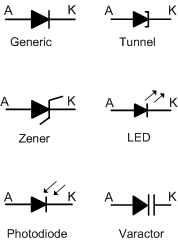 A K A K
Generic Tunnel
A K A K
Zener LED
A K A K
Photodiode Varactor